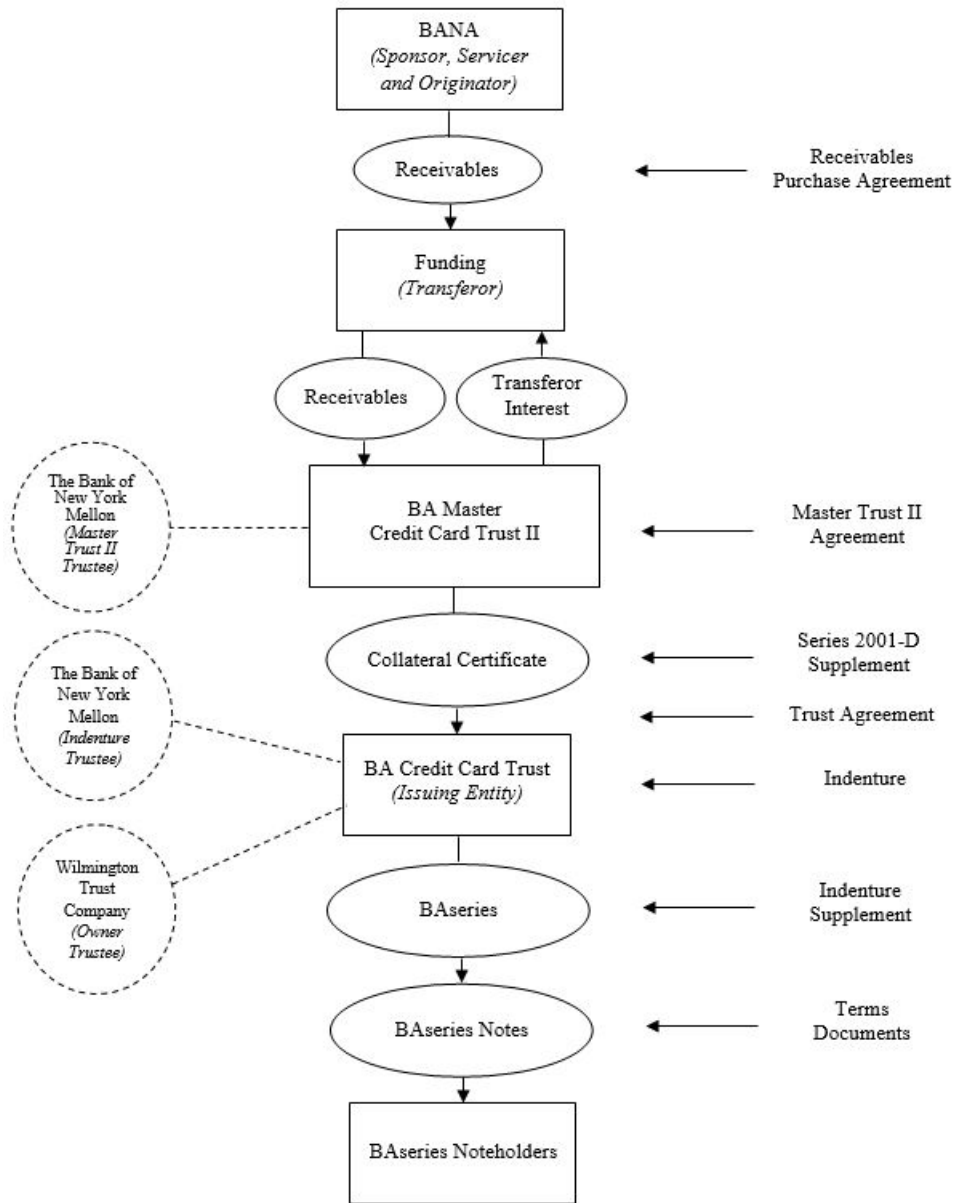 BANA
(Sponsor, Servicer
and Originator)
Receivables
Receivables
Purchase Agreement
Funding
(Transferor)
Receivables
Transferor
Interest
The Bank of
New York
Mellon
(Master
Trust II
Trustee)
BA Master
Credit Card Trust II
Master Trust II
Agreement
Collateral Certificate
Series 2001-D
Supplement
The Bank of
New York
Mellon
(Indenture
Trustee)
Trust Agreement
BA Credit Card Trust
(Issuing Entity)
Indenture
Wilmington
Trust
Company
(Owner
Trustee)
BAseries
Indenture
Supplement
BAseries Notes
Terms
Documents
BAseries Noteholders